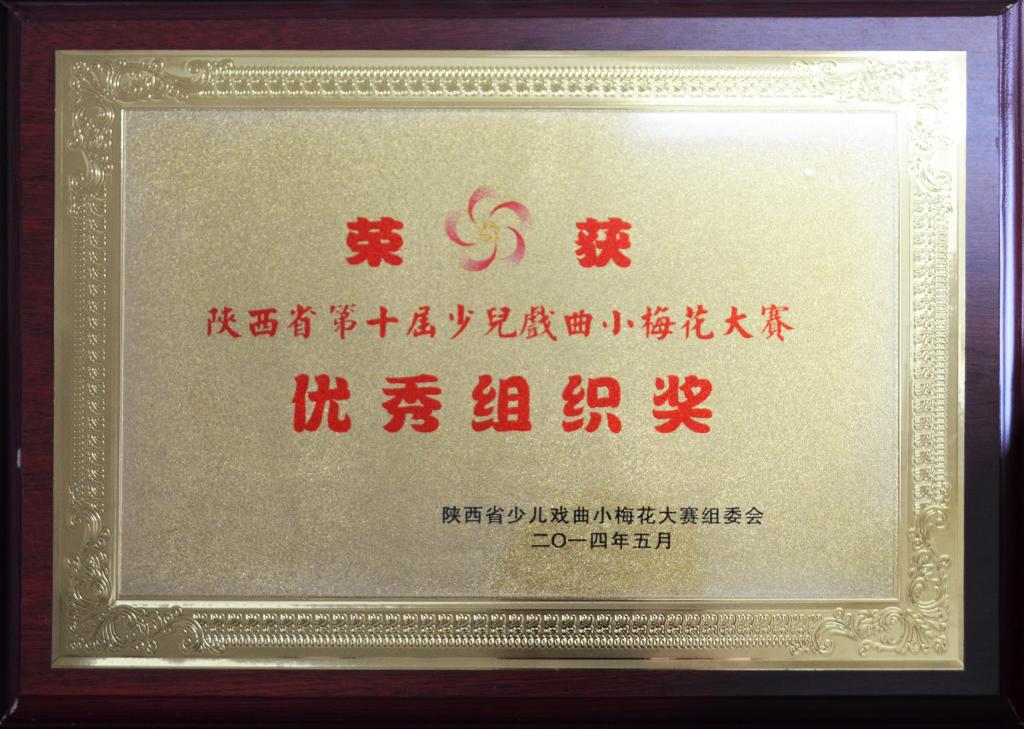 荣 获
陕西省第十届少兒戲曲小梅花大賽
优秀组织奖
陕西省少儿戏曲小梅花大赛组委会
二〇一四年五月